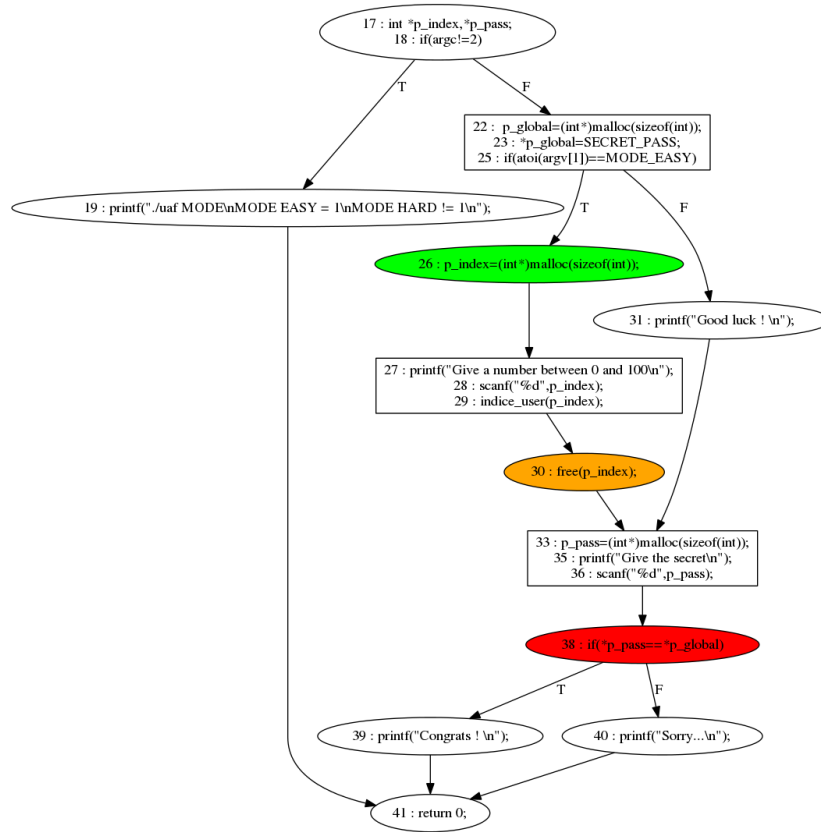 17 : int *p_index,*p_pass;
18 : if(argc!=2)
T
F
22 :  p_global=(int*)malloc(sizeof(int));
23 : *p_global=SECRET_PASS;
25 : if(atoi(argv[1])==MODE_EASY)
19 : printf("./uaf MODE\nMODE EASY = 1\nMODE HARD != 1\n");
T
F
26 : p_index=(int*)malloc(sizeof(int));
31 : printf("Good luck ! \n");
27 : printf("Give a number between 0 and 100\n");
28 : scanf("%d",p_index);
29 : indice_user(p_index);
30 : free(p_index);
33 : p_pass=(int*)malloc(sizeof(int));
35 : printf("Give the secret\n");
36 : scanf("%d",p_pass);
38 : if(*p_pass==*p_global)
T
F
39 : printf("Congrats ! \n");
40 : printf("Sorry...\n");
41 : return 0;